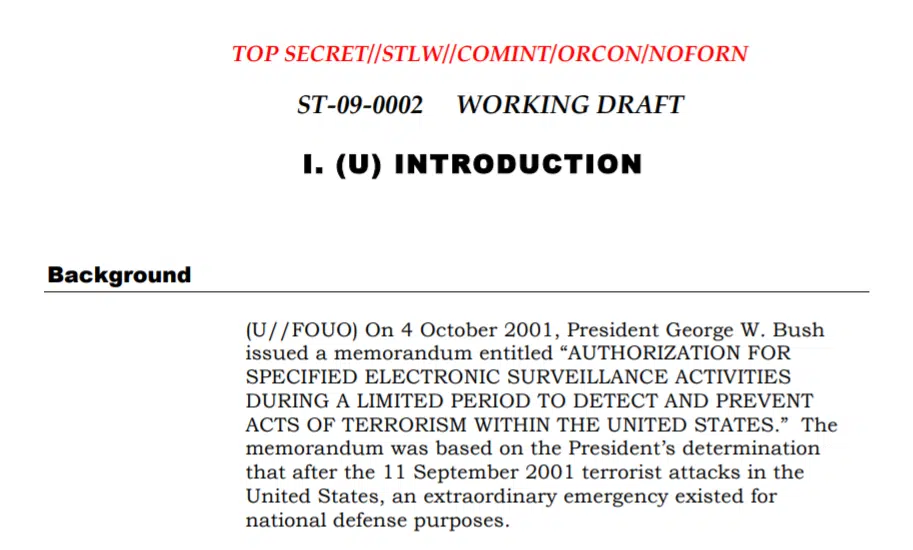 TOP SECRET//STLW//COMINT/ORCON/NOFORN
ST-09-0002 WORKING DRAFT
I. (U) INTRODUCTION
Background
(U//FOUO) On 4 October 2001, President George W. Bush
issued a memorandum entitled “AUTHORIZATION FOR
SPECIFIED ELECTRONIC SURVEILLANCE ACTIVITIES
DURING A LIMITED PERIOD TO DETECT AND PREVENT
ACTS OF TERRORISM WITHIN THE UNITED STATES.” The
memorandum was based on the President’s determination
that after the 11 September 2001 terrorist attacks in the
United States, an extraordinary emergency existed for
national defense purposes.